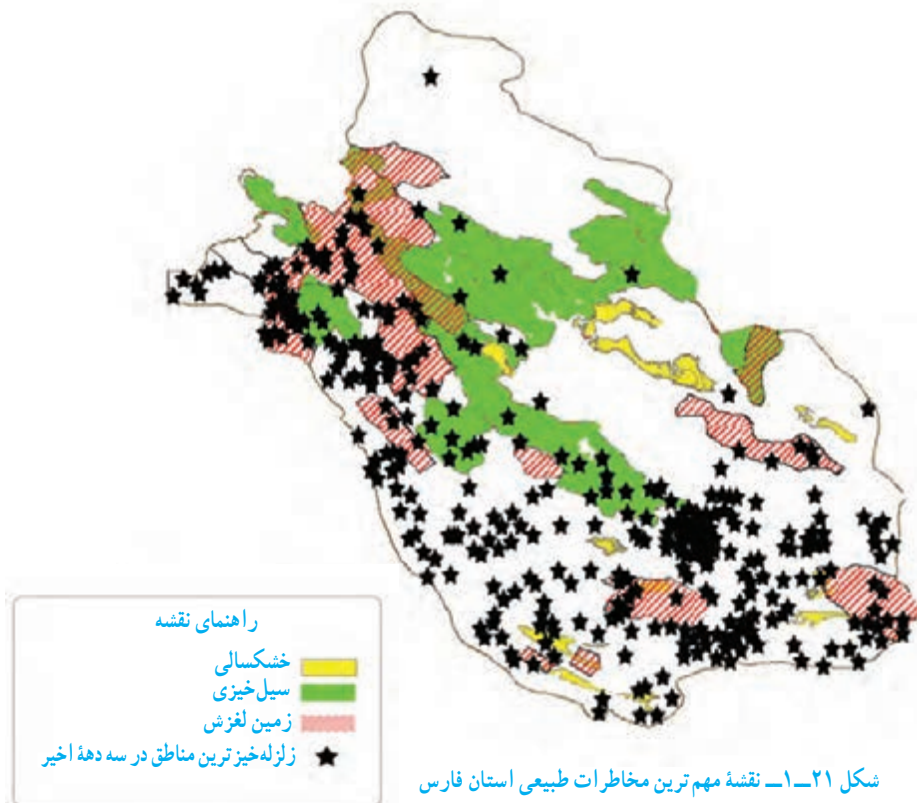 راهنمای نقشه
خشکسالی
سیل‌خیزی
زمین لغزش
زلزله‌خیزترین مناطق در سه دههٔ اخیر
شکل ۲۱ــ۱ــ نقشهٔ مهم ترین مخاطرات طبیعی استان فارس